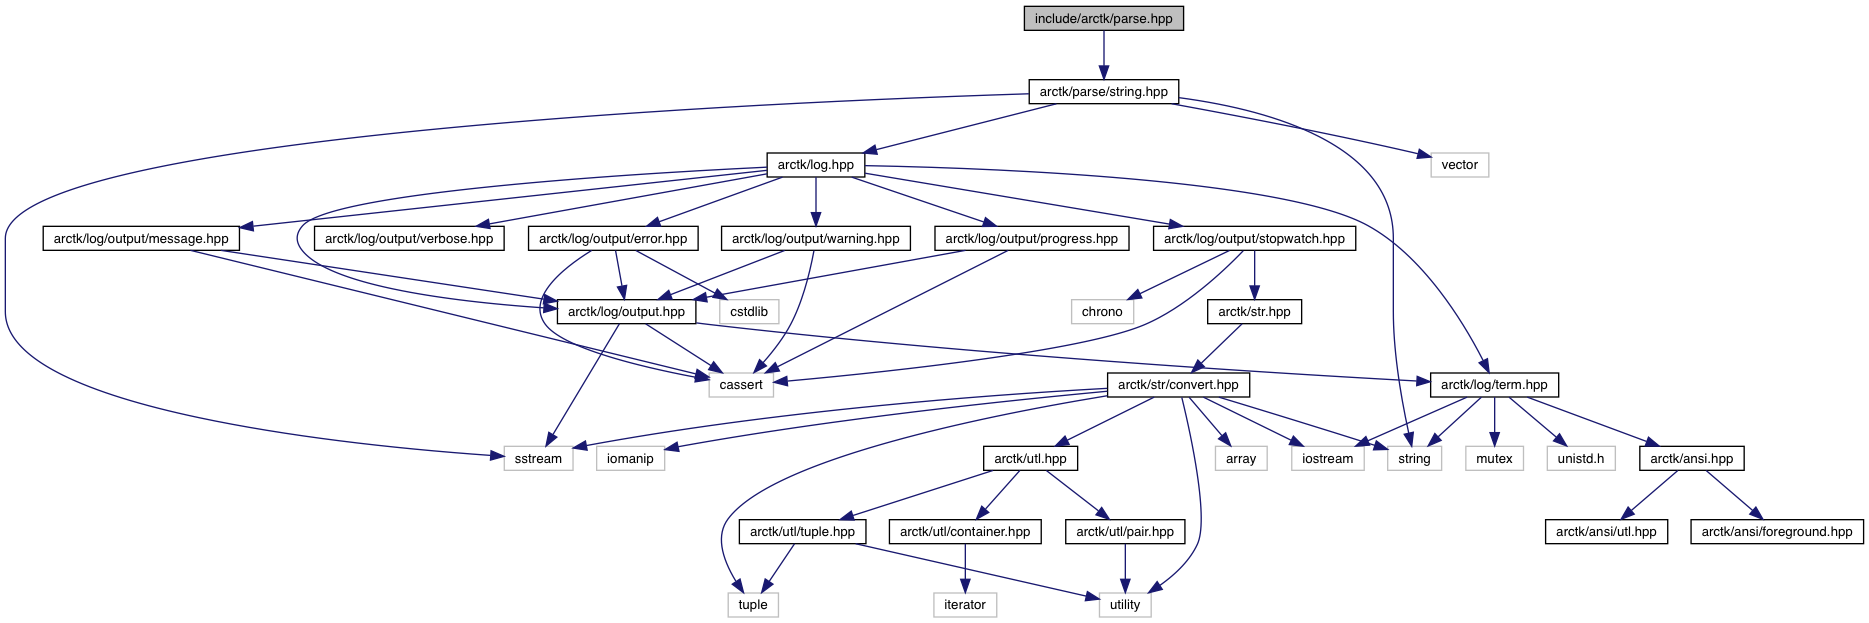 include/arctk/parse.hpp
arctk/parse/string.hpp
arctk/log.hpp
vector
arctk/log/output/message.hpp
arctk/log/output/verbose.hpp
arctk/log/output/error.hpp
arctk/log/output/warning.hpp
arctk/log/output/progress.hpp
arctk/log/output/stopwatch.hpp
arctk/log/output.hpp
cstdlib
chrono
arctk/str.hpp
cassert
arctk/str/convert.hpp
arctk/log/term.hpp
sstream
iomanip
arctk/utl.hpp
array
iostream
string
mutex
unistd.h
arctk/ansi.hpp
arctk/utl/tuple.hpp
arctk/utl/container.hpp
arctk/utl/pair.hpp
arctk/ansi/utl.hpp
arctk/ansi/foreground.hpp
tuple
iterator
utility